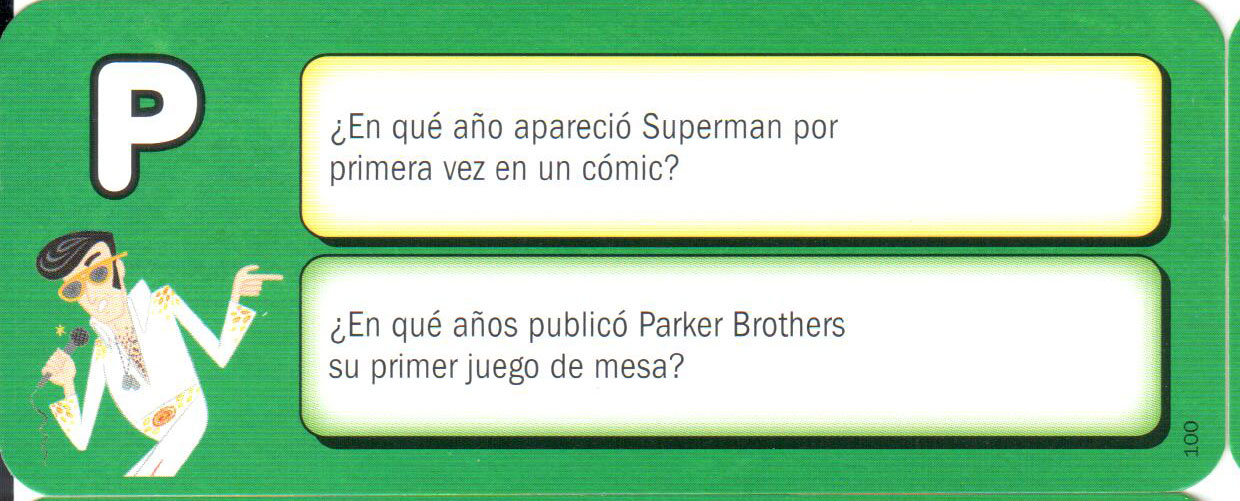 P
¿En qué año apareció Superman por
primera vez en un cómic?
¿En qué años publicó Parker Brothers
su primer juego de mesa?
100